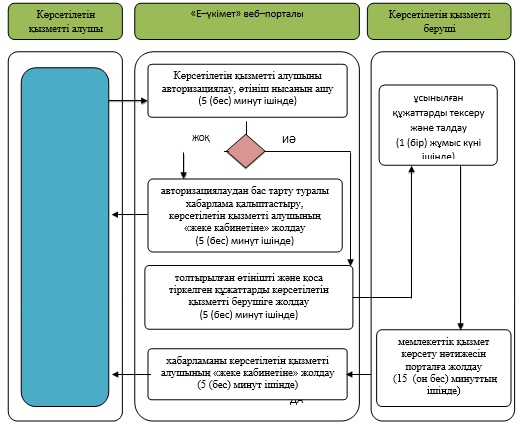 Көрсетілетін
қызметті алушы
«Е–үкімет» веб–порталы
Көрсетілетін қызметті
беруші
Көрсетілетін қызметті алушыны
авторизациялау, өтініш нысанын ашу
(5 (бес) минут ішінде)
жоқ
иә
авторизациялаудан бас тарту туралы
хабарлама қалыптастыру,
көрсетілетін қызметті алушының
«жеке кабинетіне» жолдау
(5 (бес) минут ішінде)
толтырылған өтінішті және қоса
тіркелген құжаттарды көрсетілетін
қызметті берушіге жолдау
(5 (бес) минут ішінде)
хабарламаны көрсетілетін қызметті
алушының «жеке кабинетіне» жолдау
(5 (бес) минут ішінде)
ДА
ұсынылған
құжаттарды тексеру
және талдау
(1 (бір) жұмыс күні
ішінде)
мемлекеттік қызмет
көрсету нәтижесін
порталға жолдау
(15 (он бес) минуттың
ішінде)